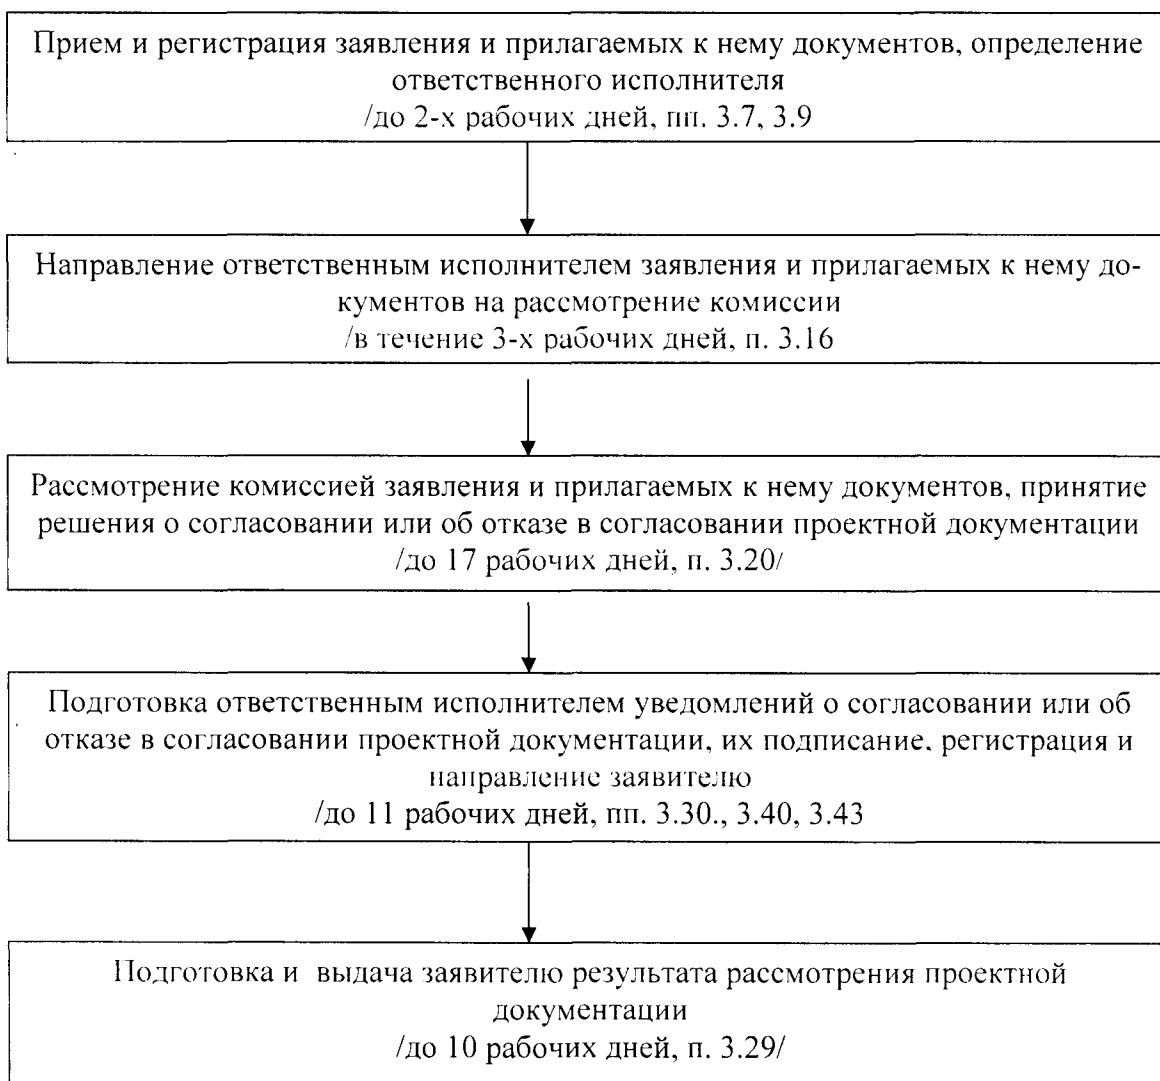 Прием и регистрация заявления и прилагаемых к нему документов, определение
ответственного исполнителя
/до 2-х рабочих дней, пп. 3.7, 3.9
Направление ответственным исполнителем заявления и прилагаемых к нему до-
кументов на рассмотрение комиссии
/в течение 3-х рабочих дней, п. 3.16
Рассмотрение комиссией заявления и прилагаемых к нему документов, принятие
решения о согласовании или об отказе в согласовании проектной документации
/до 17 рабочих дней, п. 3.20/
Подготовка ответственным исполнителем уведомлений о согласовании или об
отказе в согласовании проектной документации, их подписание, регистрация и
направление заявителю
/до 11 рабочих дней, пп. 3.30., 3.40, 3.43
Подготовка и выдача заявителю результата рассмотрения проектной
документации
/до 10 рабочих дней, п. 3.29/